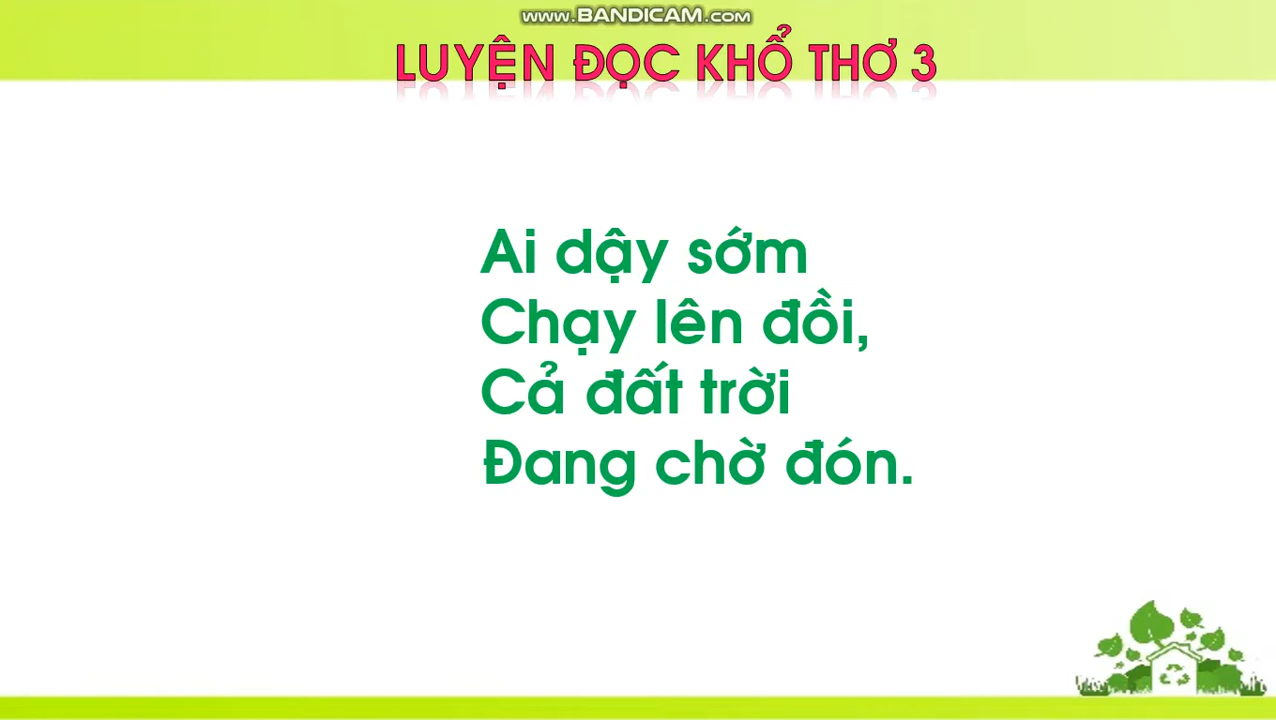 www.BANDICAM.com
LUYỆN ĐỌC KHỔ THƠ 3
Ai dậy sớm
Chạy lên đồi,
Cả đất trời
Đang chờ đón.